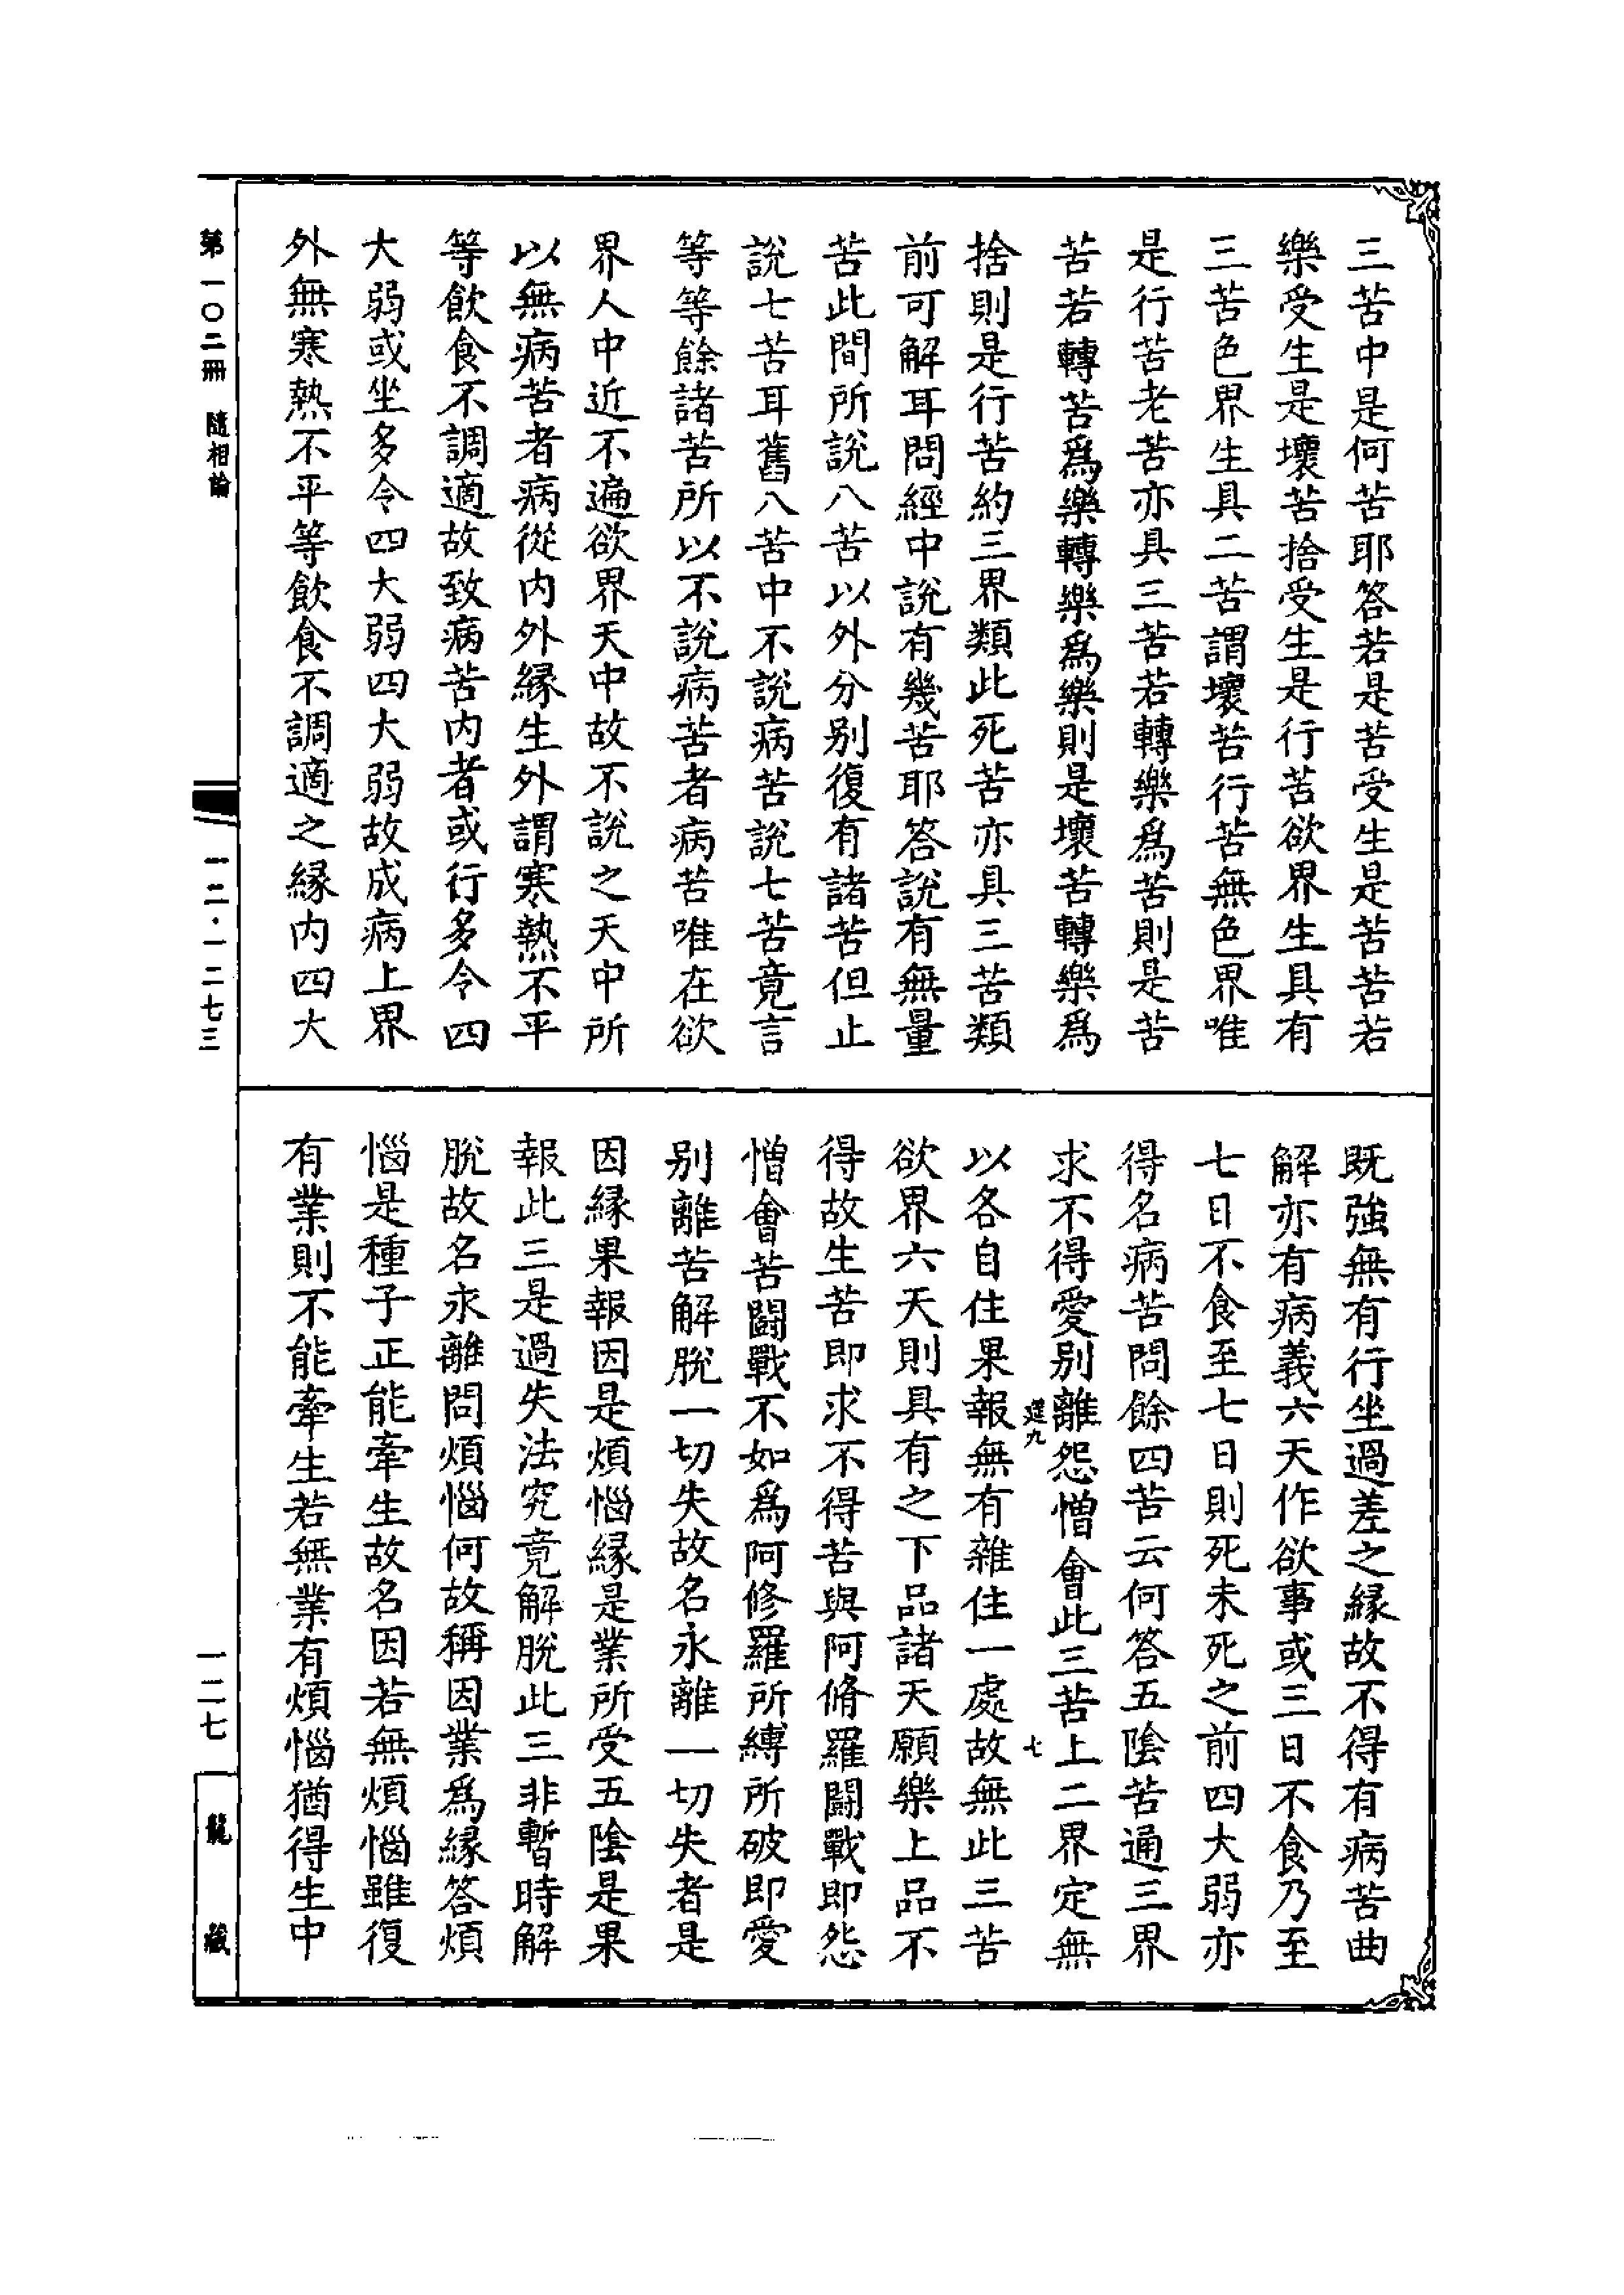 三苦中是何苦耶答若是苦受生是苦苦若
樂受生是壞苦捨受生是行苦欲界生具有
三苦色界生具二苦謂壞苦行苦無色界唯
是行苦老苦亦具三苦若轉樂爲苦則是苦
苦若轉苦爲樂轉樂爲樂則是壞苦轉樂爲
捨則是行苦約三界類此死苦亦具三苦類
前可解耳問經中說有幾苦耶答說有無量
苦此間所說八苦以外分別復有諸苦但止
說七苦耳舊八苦中不說病苦說七苦竟言
等等餘諸苦所以不說病苦者病苦唯在欲
界人中近不遍欲界天中故不說之天中所
以無病苦者病從內外緣生外謂寒熱不平
等飲食不調適故致病苦內者或行多令四
大弱或坐多令四大弱四大弱故成病上界
外無寒熱不平等飲食不調適之緣內四大
既強無有行坐過差之緣故不得有病苦曲
解亦有病義六天作欲事或三日不食乃至
七日不食至七日則死未死之前四大弱亦
得名病苦問餘四苦云何答五陰苦通三界
求不得愛別離怨憎會此三苦上二界定無
筵九 七
以各自住果報無有雜住一處故無此三苦
欲界六天則具有之下品諸天願樂上品不
得故生苦即求不得苦與阿脩羅鬪戰即怨
憎會苦鬪戰不如爲阿修羅所縛所破即愛
別離苦解脫一切失故名永離一切失者是
因緣果報因是煩惱緣是業所受五陰是果
報此三是過失法究竟解脫此三非暫時解
脫故名永離問煩惱何故稱因業爲緣答煩
惱是種子正能牽生故名因若無煩惱雖復
有業則不能牽生若無業有煩惱猶得生中
第一〇二冊 隨相論
一二·一二七三
一二七
龍藏